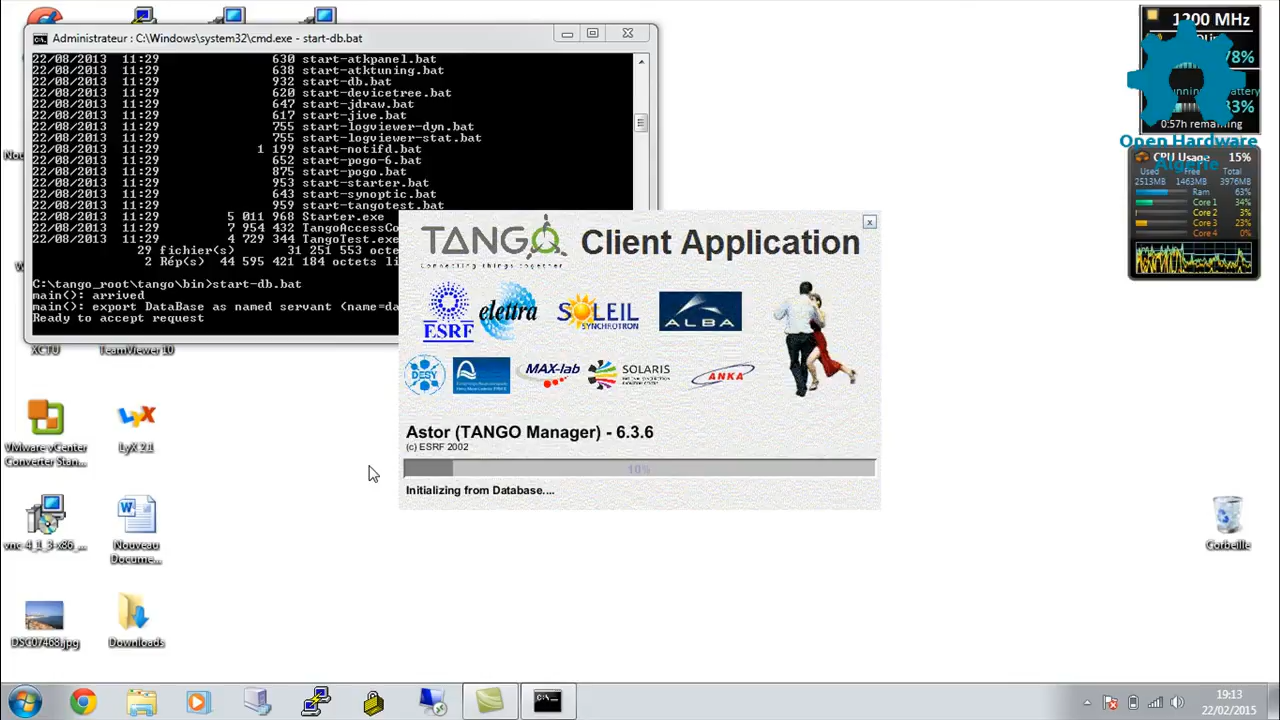 Administrateur : C:\Windows\system32\cmd.exe - start-db.bat
22/08/2013  11:29               630 start-atkpanel.bat
22/08/2013  11:29               638 start-atktuning.bat
22/08/2013  11:29               932 start-db.bat
22/08/2013  11:29               620 start-devicetree.bat
22/08/2013  11:29               647 start-jdraw.bat
22/08/2013  11:29               617 start-jive.bat
22/08/2013  11:29               755 start-logviewer-dyn.bat
22/08/2013  11:29               755 start-logviewer-stat.bat
22/08/2013  11:29             1 199 start-notifd.bat
22/08/2013  11:29               652 start-pogo-6.bat
22/08/2013  11:29               875 start-pogo.bat
22/08/2013  11:29               953 start-starter.bat
22/08/2013  11:29               643 start-synoptic.bat
22/08/2013  11:29               959 start-tangotest.bat
22/08/2013  11:29         5 011 968 Starter.exe
22/08/2013  11:29         7 954 432 TangoAccessCo
22/08/2013  11:29         4 729 344 TangoTest.exe
29 fichier(s)    31 251 553 octe
2 Rép(s)  44 595 421 184 octets li
C:\tango_root\tango\bin>start-db.bat
main(): arrived
main(): export DataBase as named servant (name=da
Ready to accept request
TANGO
Connecting things together
Client Application
x
ESRF
elettra
SOLEIL
SYNCHROTRON
ALBA
DESY
MAX-lab
SOLARIS
ANKA
Astor (TANGO Manager) - 6.3.6
(c) ESRF 2002
10%
Initializing from Database....
1200 MHz
78%
0:57h remaining
Open Hardware
Algerie
CPU Usage 15%
Used Free Total
2513MB 1463MB 3976MB
Ram 63%
Core 1 34%
Core 2 3%
Core 3 23%
Core 4 0%
XCTU
TeamViewer 10
VMware vCenter
Converter Stan...
LyX 2.1
vnc-4_1_3-x86_...
Nouveau
Docume...
DSC07468.jpg
Downloads
Corbeille
19:13
22/02/2015